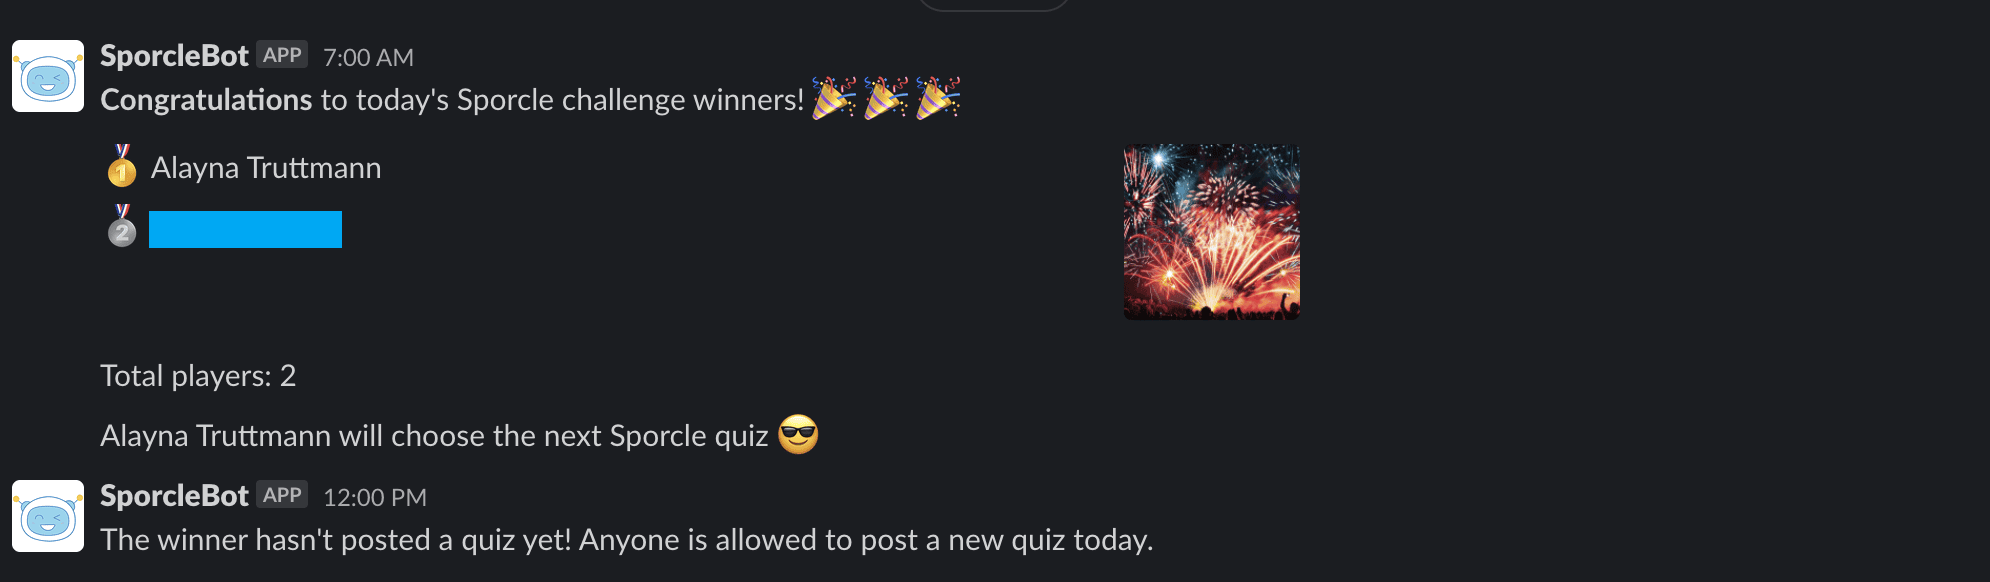 SporcleBot APP 7:00 AM
Congratulations to today's Sporcle challenge winners! 🎉🎉🎉
🥇 Alayna Truttmann
🥈
Total players: 2
Alayna Truttmann will choose the next Sporcle quiz 😎
SporcleBot APP 12:00 PM
The winner hasn't posted a quiz yet! Anyone is allowed to post a new quiz today.